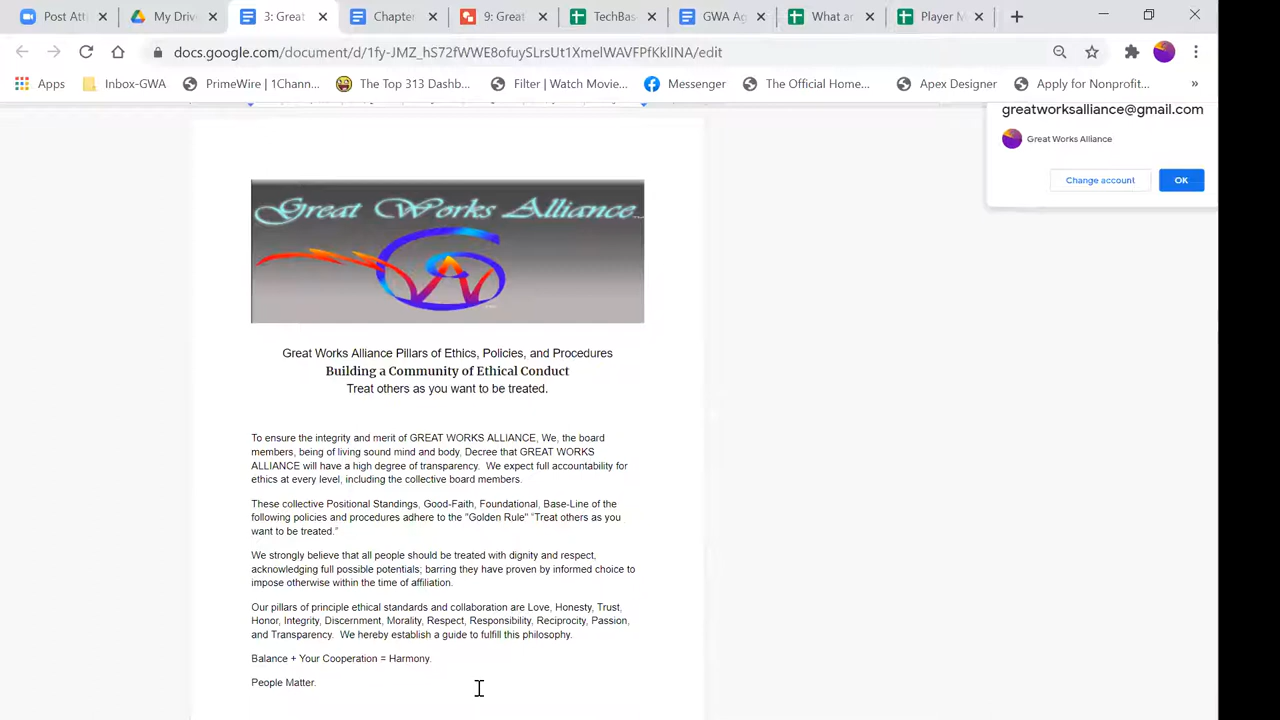 Post Att
My Drive
3: Great
Chapter
9: Great
TechBas
GWA Ag
What ar
Player M
docs.google.com/document/d/1fy-JMZ_hS72fWWE8ofuySLrsUt1XmelWAVFPfKkllNA/edit
Apps
Inbox-GWA
PrimeWire | 1Chann...
The Top 313 Dashb...
Filter | Watch Movie...
Messenger
The Official Home...
Apex Designer
Apply for Nonprofit...
»
greatworksalliance@gmail.com
Great Works Alliance
Change account
OK
Great Works Alliance
Great Works Alliance Pillars of Ethics, Policies, and Procedures
Building a Community of Ethical Conduct
Treat others as you want to be treated.
To ensure the integrity and merit of GREAT WORKS ALLIANCE, We, the board
members, being of living sound mind and body, Decree that GREAT WORKS
ALLIANCE will have a high degree of transparency. We expect full accountability for
ethics at every level, including the collective board members.
These collective Positional Standings, Good-Faith, Foundational, Base-Line of the
following policies and procedures adhere to the "Golden Rule" "Treat others as you
want to be treated."
We strongly believe that all people should be treated with dignity and respect,
acknowledging full possible potentials; barring they have proven by informed choice to
impose otherwise within the time of affiliation.
Our pillars of principle ethical standards and collaboration are Love, Honesty, Trust,
Honor, Integrity, Discernment, Morality, Respect, Responsibility, Reciprocity, Passion,
and Transparency. We hereby establish a guide to fulfill this philosophy.
Balance + Your Cooperation = Harmony.
People Matter.